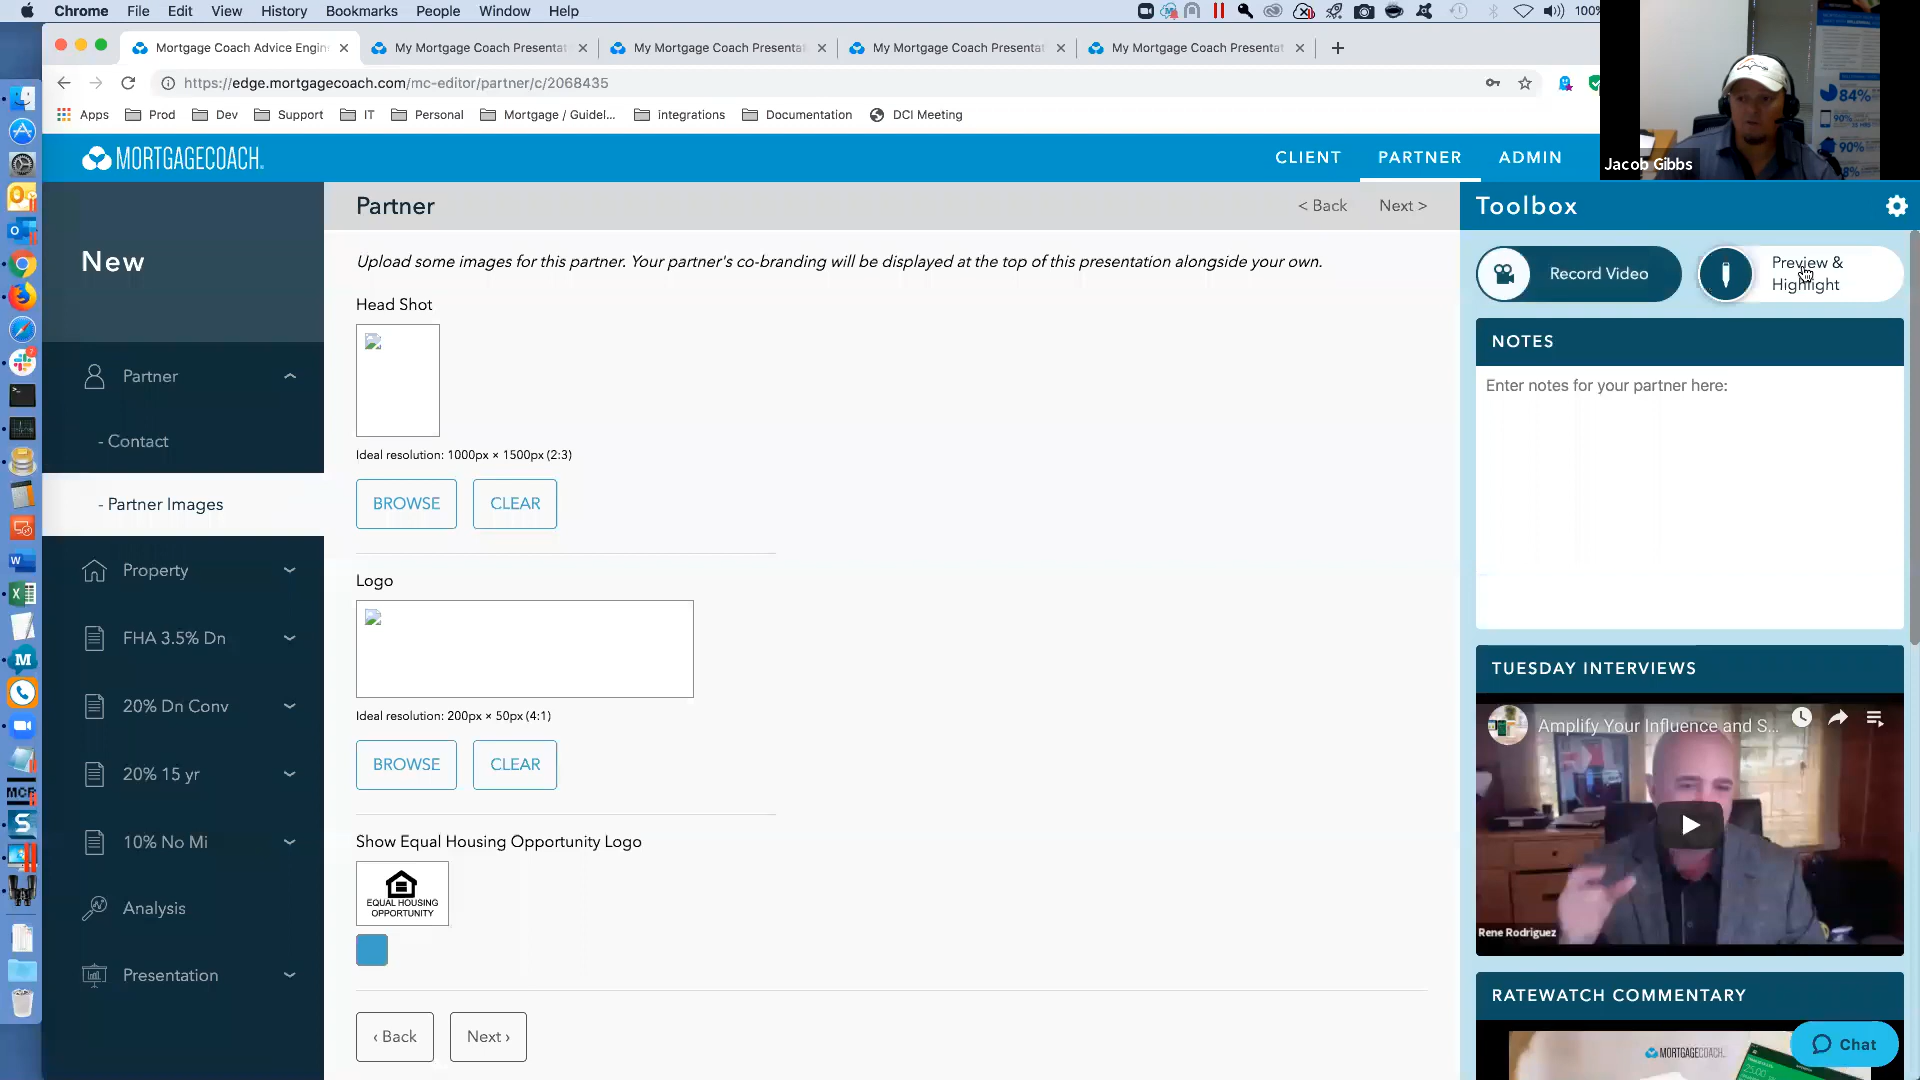 Chrome File Edit View History Bookmarks People Window Help 100%
Mortgage Coach Advice Engin
My Mortgage Coach Presentat
My Mortgage Coach Presentat
My Mortgage Coach Presentat
My Mortgage Coach Presentat
https://edge.mortgagecoach.com/mc-editor/partner/c/2068435
Apps Prod Dev Support IT Personal Mortgage / Guidel... integrations Documentation DCI Meeting
84%
90%
90%
Jacob Gibbs
MORTGAGECOACH
CLIENT PARTNER ADMIN
New
Partner
- Contact
- Partner Images
Property
FHA 3.5% Dn
20% Dn Conv
20% 15 yr
10% No Mi
Analysis
Presentation
Partner
< Back Next >
Upload some images for this partner. Your partner's co-branding will be displayed at the top of this presentation alongside your own.
Head Shot
Ideal resolution: 1000px × 1500px (2:3)
BROWSE CLEAR
Logo
Ideal resolution: 200px × 50px (4:1)
BROWSE CLEAR
Show Equal Housing Opportunity Logo
EQUAL HOUSING
OPPORTUNITY
‹ Back Next ›
Toolbox
Record Video
Preview &
Highlight
NOTES
Enter notes for your partner here:
TUESDAY INTERVIEWS
Amplify Your Influence and S...
Rene Rodriguez
RATEWATCH COMMENTARY
MORTGAGECOACH
Chat